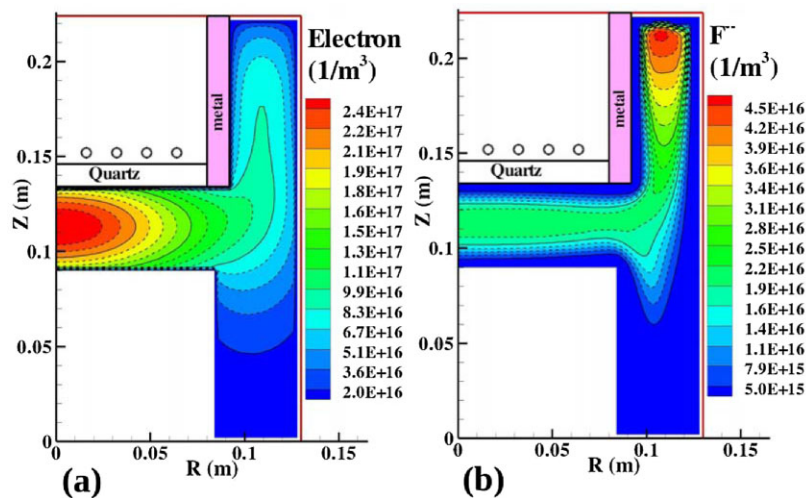 Electron
(1/m³)
metal
Quartz
Z (m)
0.2
0.15
0.1
0.05
0
0
0.05
0.1
0.15
R (m)
2.4E+17
2.2E+17
2.1E+17
1.9E+17
1.8E+17
1.6E+17
1.5E+17
1.3E+17
1.1E+17
9.9E+16
8.3E+16
6.7E+16
5.1E+16
3.6E+16
2.0E+16
(a)
F--
(1/m³)
metal
Quartz
Z (m)
0.2
0.15
0.1
0.05
0
0
0.05
0.1
0.15
R (m)
4.5E+16
4.2E+16
3.9E+16
3.6E+16
3.4E+16
3.1E+16
2.8E+16
2.5E+16
2.2E+16
1.9E+16
1.6E+16
1.4E+16
1.1E+16
7.9E+15
5.0E+15
(b)